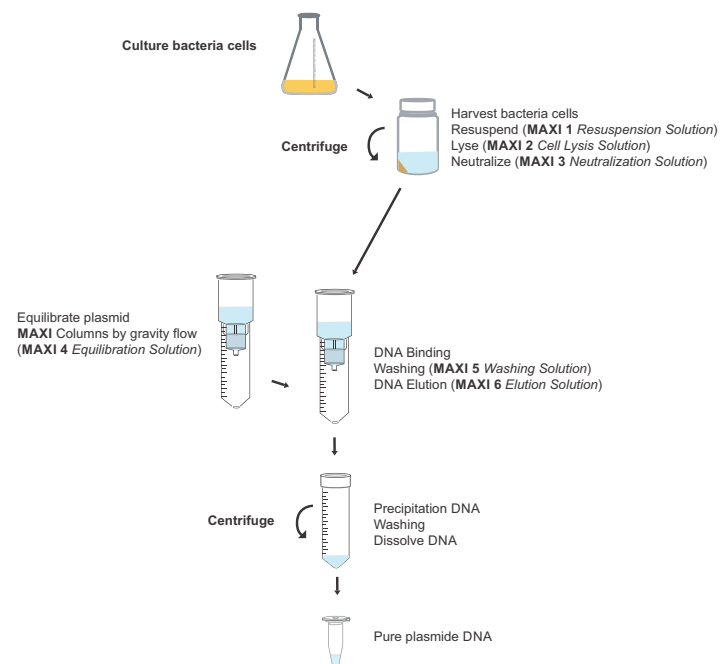 Culture bacteria cells
Centrifuge
Harvest bacteria cells
Resuspend (MAXI 1 Resuspension Solution)
Lyse (MAXI 2 Cell Lysis Solution)
Neutralize (MAXI 3 Neutralization Solution)
Equilibrate plasmid
MAXI Columns by gravity flow
(MAXI 4 Equilibration Solution)
DNA Binding
Washing (MAXI 5 Washing Solution)
DNA Elution (MAXI 6 Elution Solution)
Centrifuge
Precipitation DNA
Washing
Dissolve DNA
Pure plasmide DNA